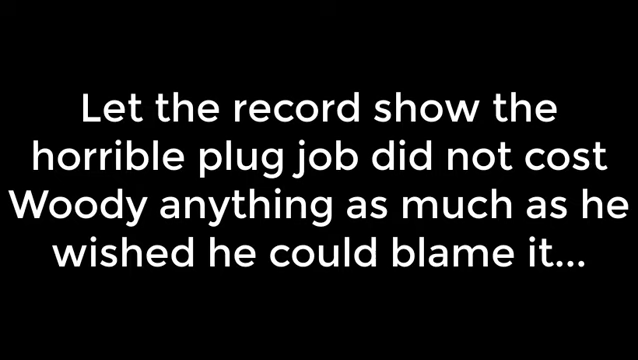 Let the record show the
horrible plug job did not cost
Woody anything as much as he
wished he could blame it...